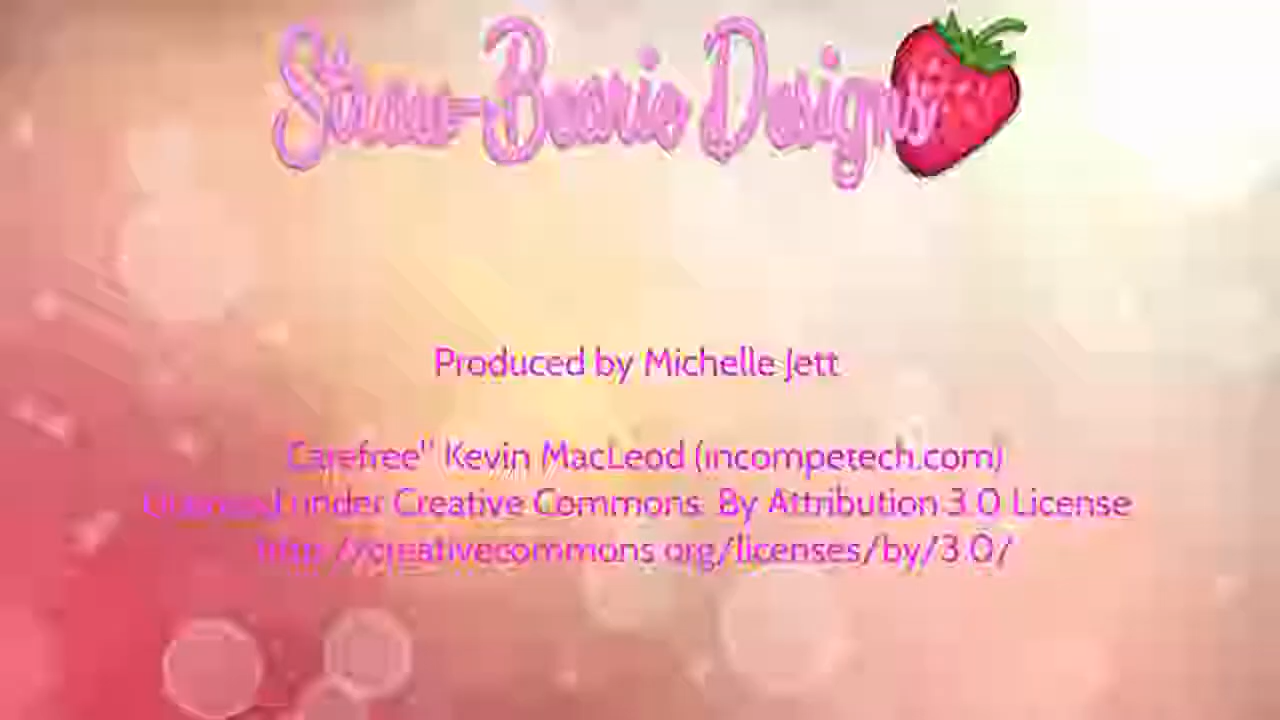 Straw-Bearie Designs
Produced by Michelle Jett
Carefree" Kevin MacLeod (incompetech.com)
Licensed under Creative Commons: By Attribution 3.0 License
http://creativecommons.org/licenses/by/3.0/